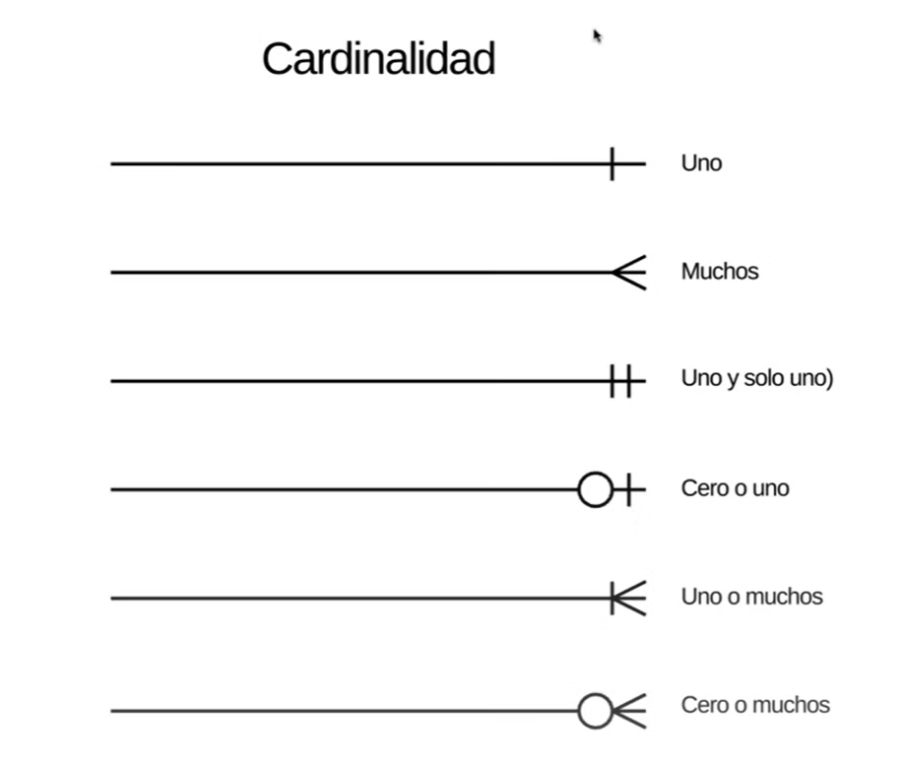 Cardinalidad
Uno
Muchos
Uno y solo uno)
Cero o uno
Uno o muchos
Cero o muchos